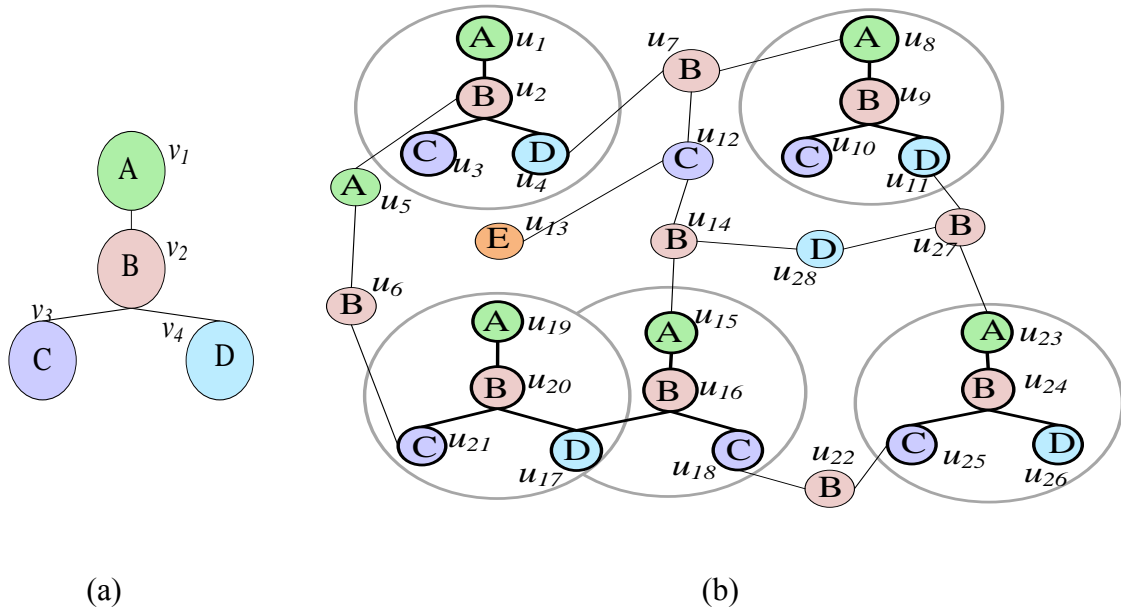 A v1
B v2
v3 v4
C D
(a)
A u1
B u2
C u3 D u4
u7
B
A u8
B u9
C u10 D u11
u12
C
A u5
E u13
u14
B
D
u28
B
u27
u6
B
A u19
B u20
C u21 D
u17
u15
A
B u16
C
u18
u22
B
A u23
B u24
C D
u25 u26
(b)